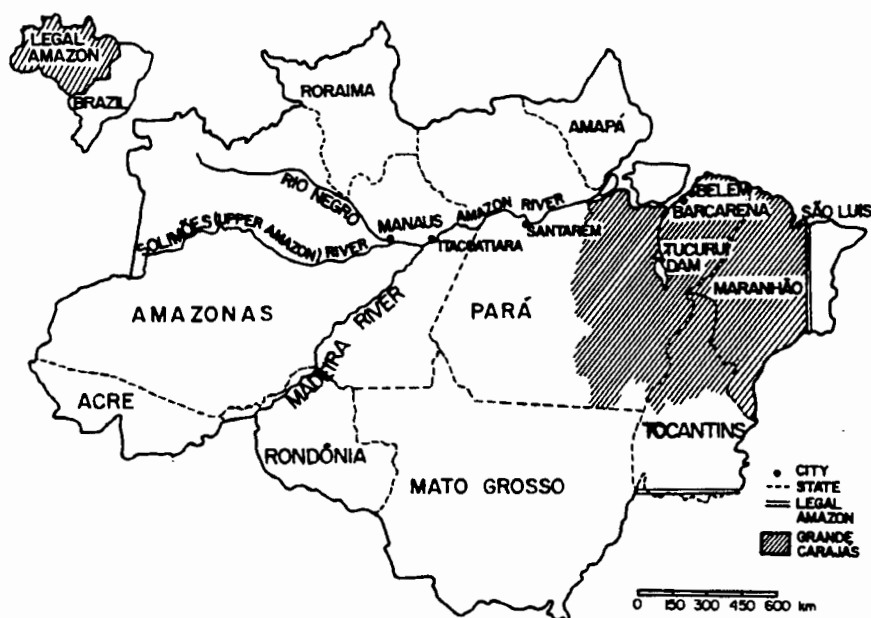 LEGAL
AMAZON
BRAZIL
RORAIMA
AMAPÁ
RIO NEGRO
MANAUS
AMAZON RIVER
BELEM
BARCARENA
SÃO LUIS
SOLIMÕES (UPPER AMAZON) RIVER
ITACOATIARA
SANTARÉM
TUCURUI
DAM
MARANHÃO
AMAZONAS
PARÁ
MADEIRA RIVER
ACRE
TOCANTINS
RONDÔNIA
MATO GROSSO
CITY
STATE
LEGAL
AMAZON
GRANDE
CARAJÁS
0 150 300 450 600 km